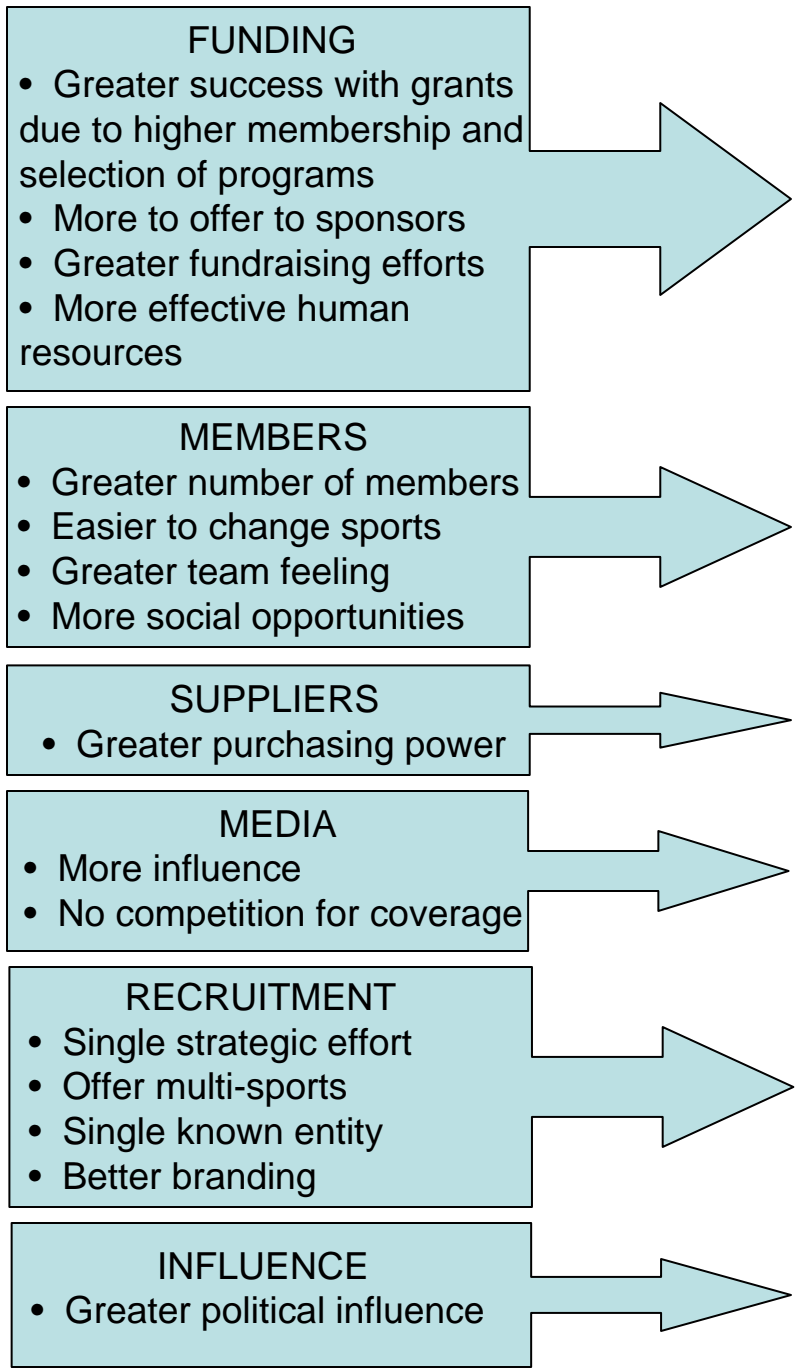 FUNDING
• Greater success with grants
due to higher membership and
selection of programs
• More to offer to sponsors
• Greater fundraising efforts
• More effective human
resources
MEMBERS
• Greater number of members
• Easier to change sports
• Greater team feeling
• More social opportunities
SUPPLIERS
• Greater purchasing power
MEDIA
• More influence
• No competition for coverage
RECRUITMENT
• Single strategic effort
• Offer multi-sports
• Single known entity
• Better branding
INFLUENCE
• Greater political influence